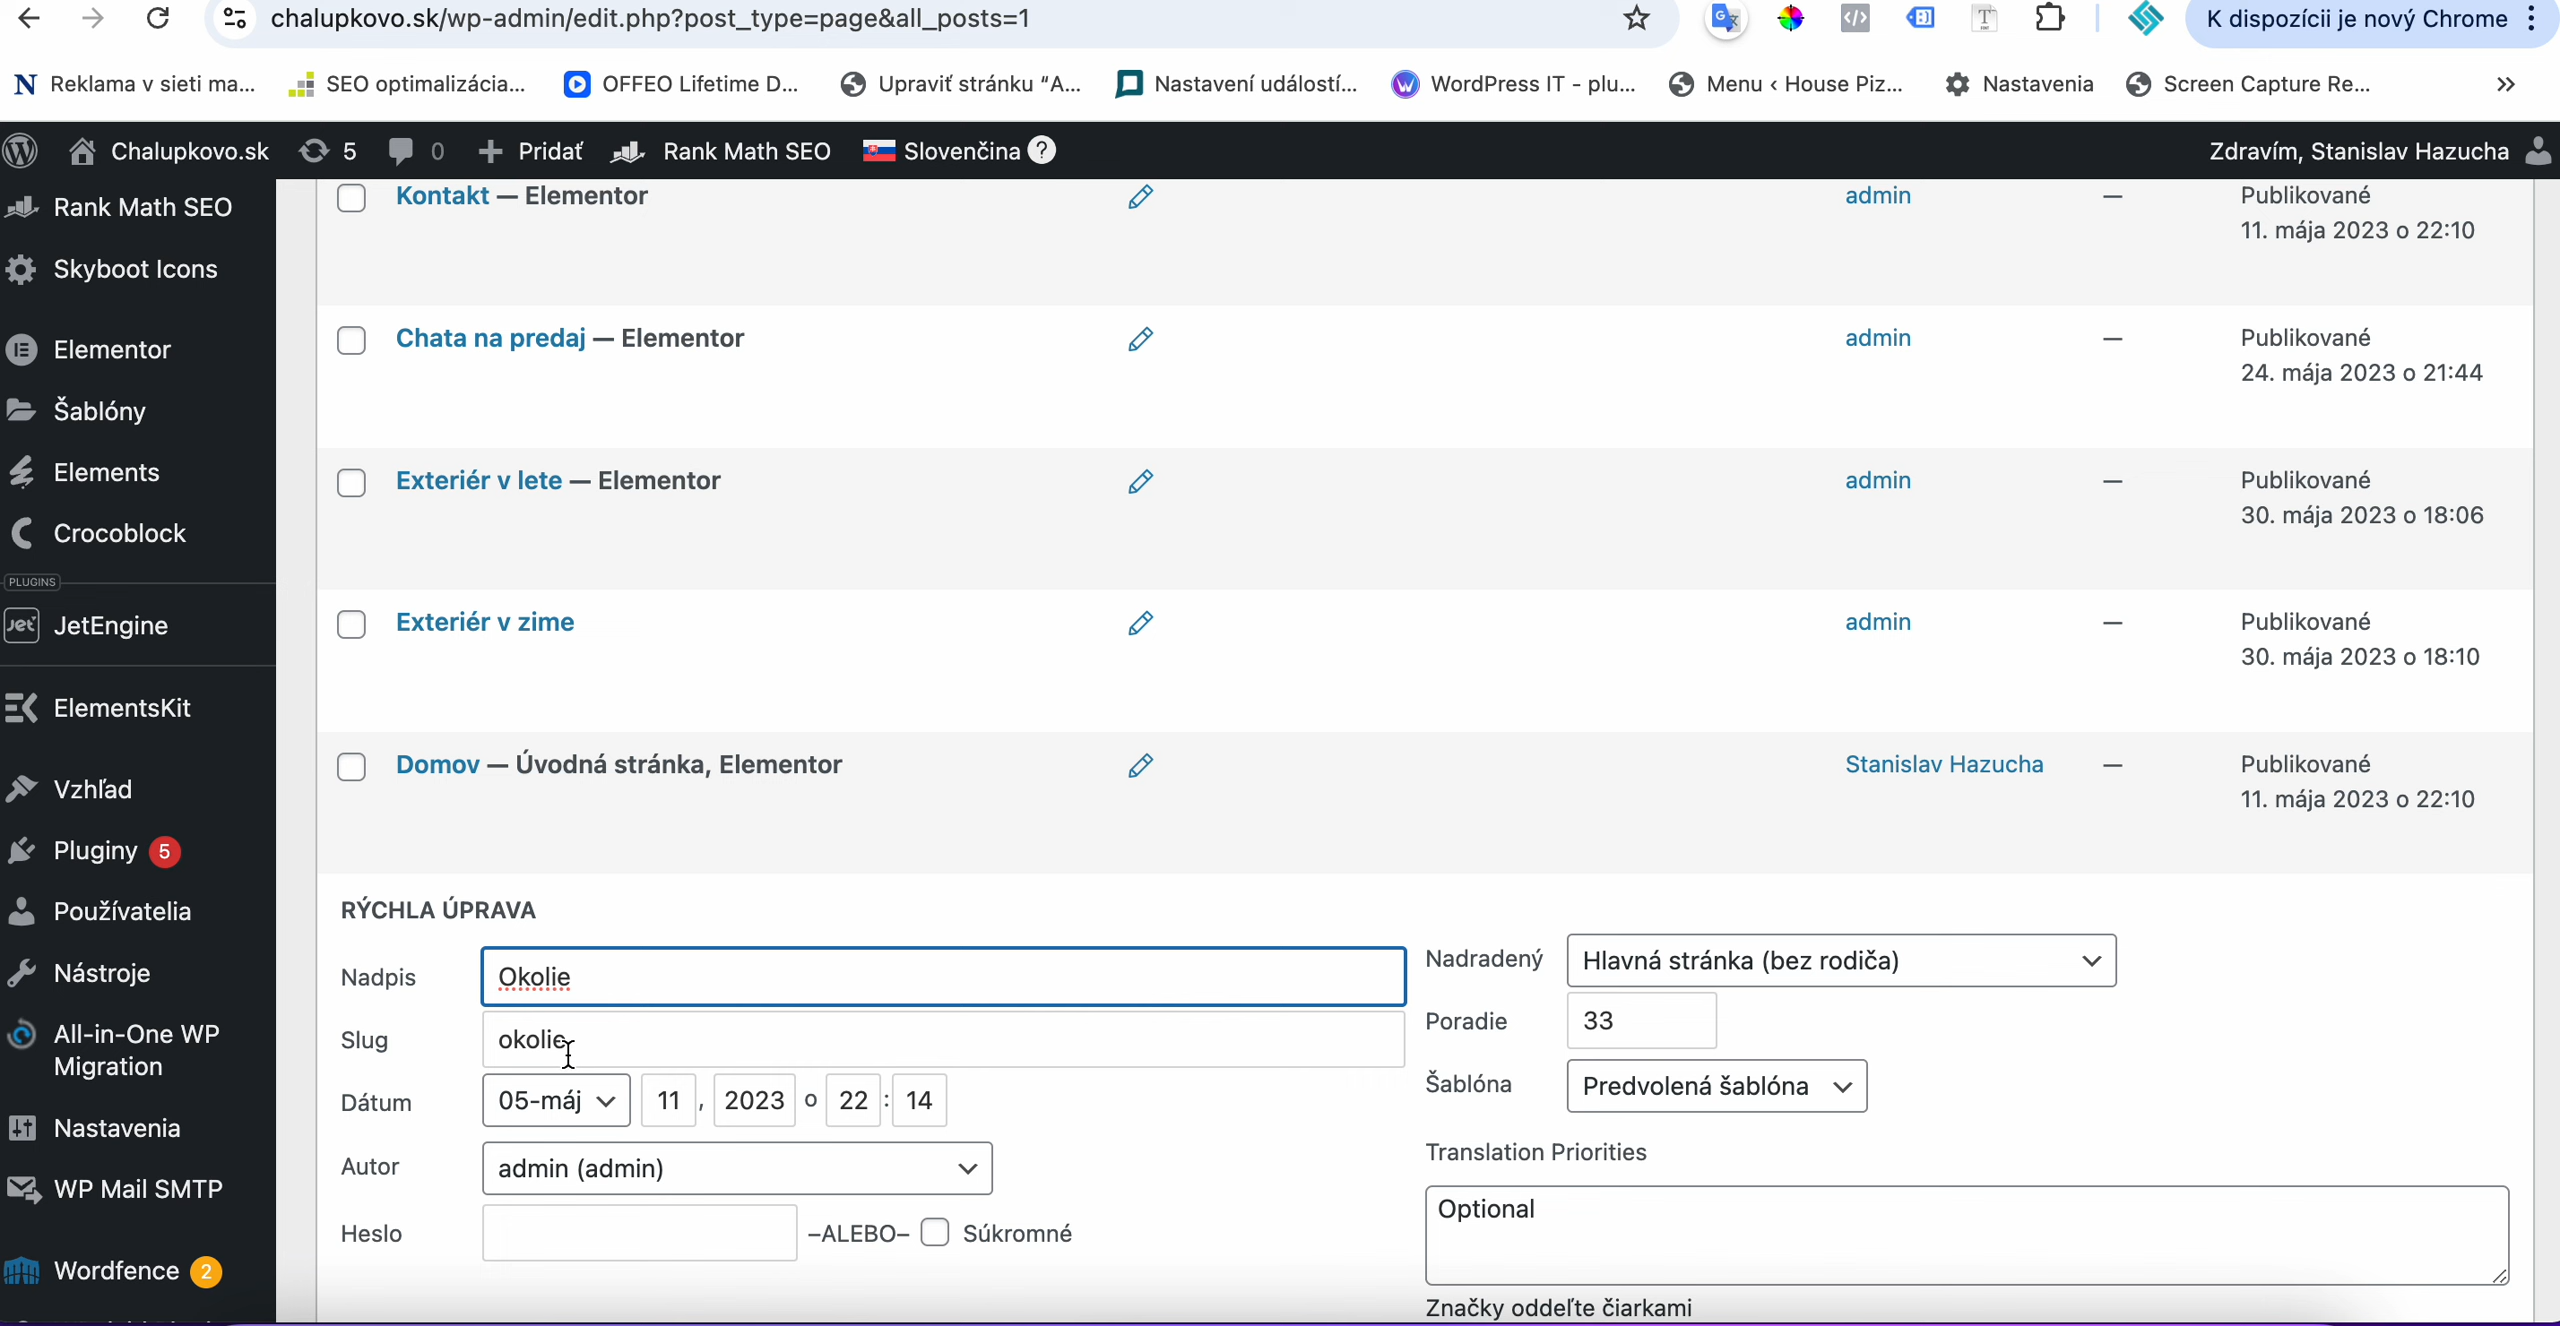 chalupkovo.sk/wp-admin/edit.php?post_type=page&all_posts=1
K dispozícii je nový Chrome
Reklama v sieti ma...
SEO optimalizácia...
OFFEO Lifetime D...
Upraviť stránku “A...
Nastavení událostí...
WordPress IT - plu...
Menu ‹ House Piz...
Nastavenia
Screen Capture Re...
»
Chalupkovo.sk
5
0
Pridať
Rank Math SEO
Slovenčina
Zdravím, Stanislav Hazucha
Rank Math SEO
Skyboot Icons
Elementor
Šablóny
Elements
Crocoblock
PLUGINS
Jet JetEngine
ElementsKit
Vzhľad
Pluginy 5
Používatelia
Nástroje
All-in-One WP
Migration
Nastavenia
WP Mail SMTP
Wordfence 2
Kontakt — Elementor
admin
—
Publikované
11. mája 2023 o 22:10
Chata na predaj — Elementor
admin
—
Publikované
24. mája 2023 o 21:44
Exteriér v lete — Elementor
admin
—
Publikované
30. mája 2023 o 18:06
Exteriér v zime
admin
—
Publikované
30. mája 2023 o 18:10
Domov — Úvodná stránka, Elementor
Stanislav Hazucha
—
Publikované
11. mája 2023 o 22:10
RÝCHLA ÚPRAVA
Nadpis Okolie
Slug okolie
Dátum 05-máj 11 , 2023 o 22 : 14
Autor admin (admin)
Heslo –ALEBO– Súkromné
Nadradený Hlavná stránka (bez rodiča)
Poradie 33
Šablóna Predvolená šablóna
Translation Priorities
Optional
Značky oddeľte čiarkami